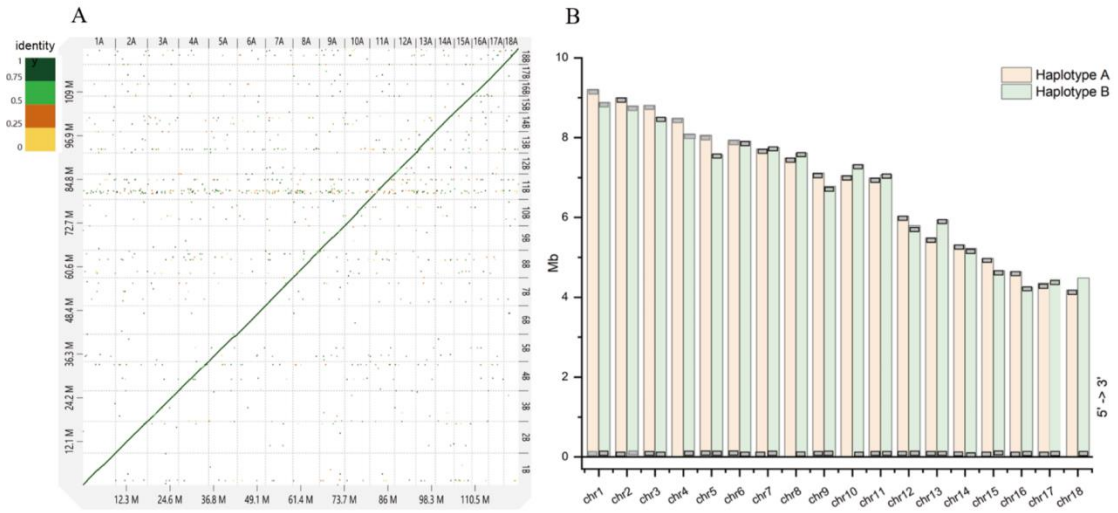 A
B
identity
y
1
0.75
0.5
0.25
0
1A 2A 3A 4A 5A 6A 7A 8A 9A 10A 11A 12A 13A 14A 15A 16A 17A 18A
18B
17B
16B
15B
14B
13B
12B
11B
10B
9B
8B
7B
6B
5B
4B
3B
2B
1B
109 M
96.9 M
84.8 M
72.7 M
60.6 M
48.4 M
36.3 M
24.2 M
12.1 M
12.3 M 24.6 M 36.8 M 49.1 M 61.4 M 73.7 M 86 M 98.3 M 110.5 M
Haplotype A
Haplotype B
10
8
6
4
2
0
Mb
5' -> 3'
chr1 chr2 chr3 chr4 chr5 chr6 chr7 chr8 chr9 chr10 chr11 chr12 chr13 chr14 chr15 chr16 chr17 chr18